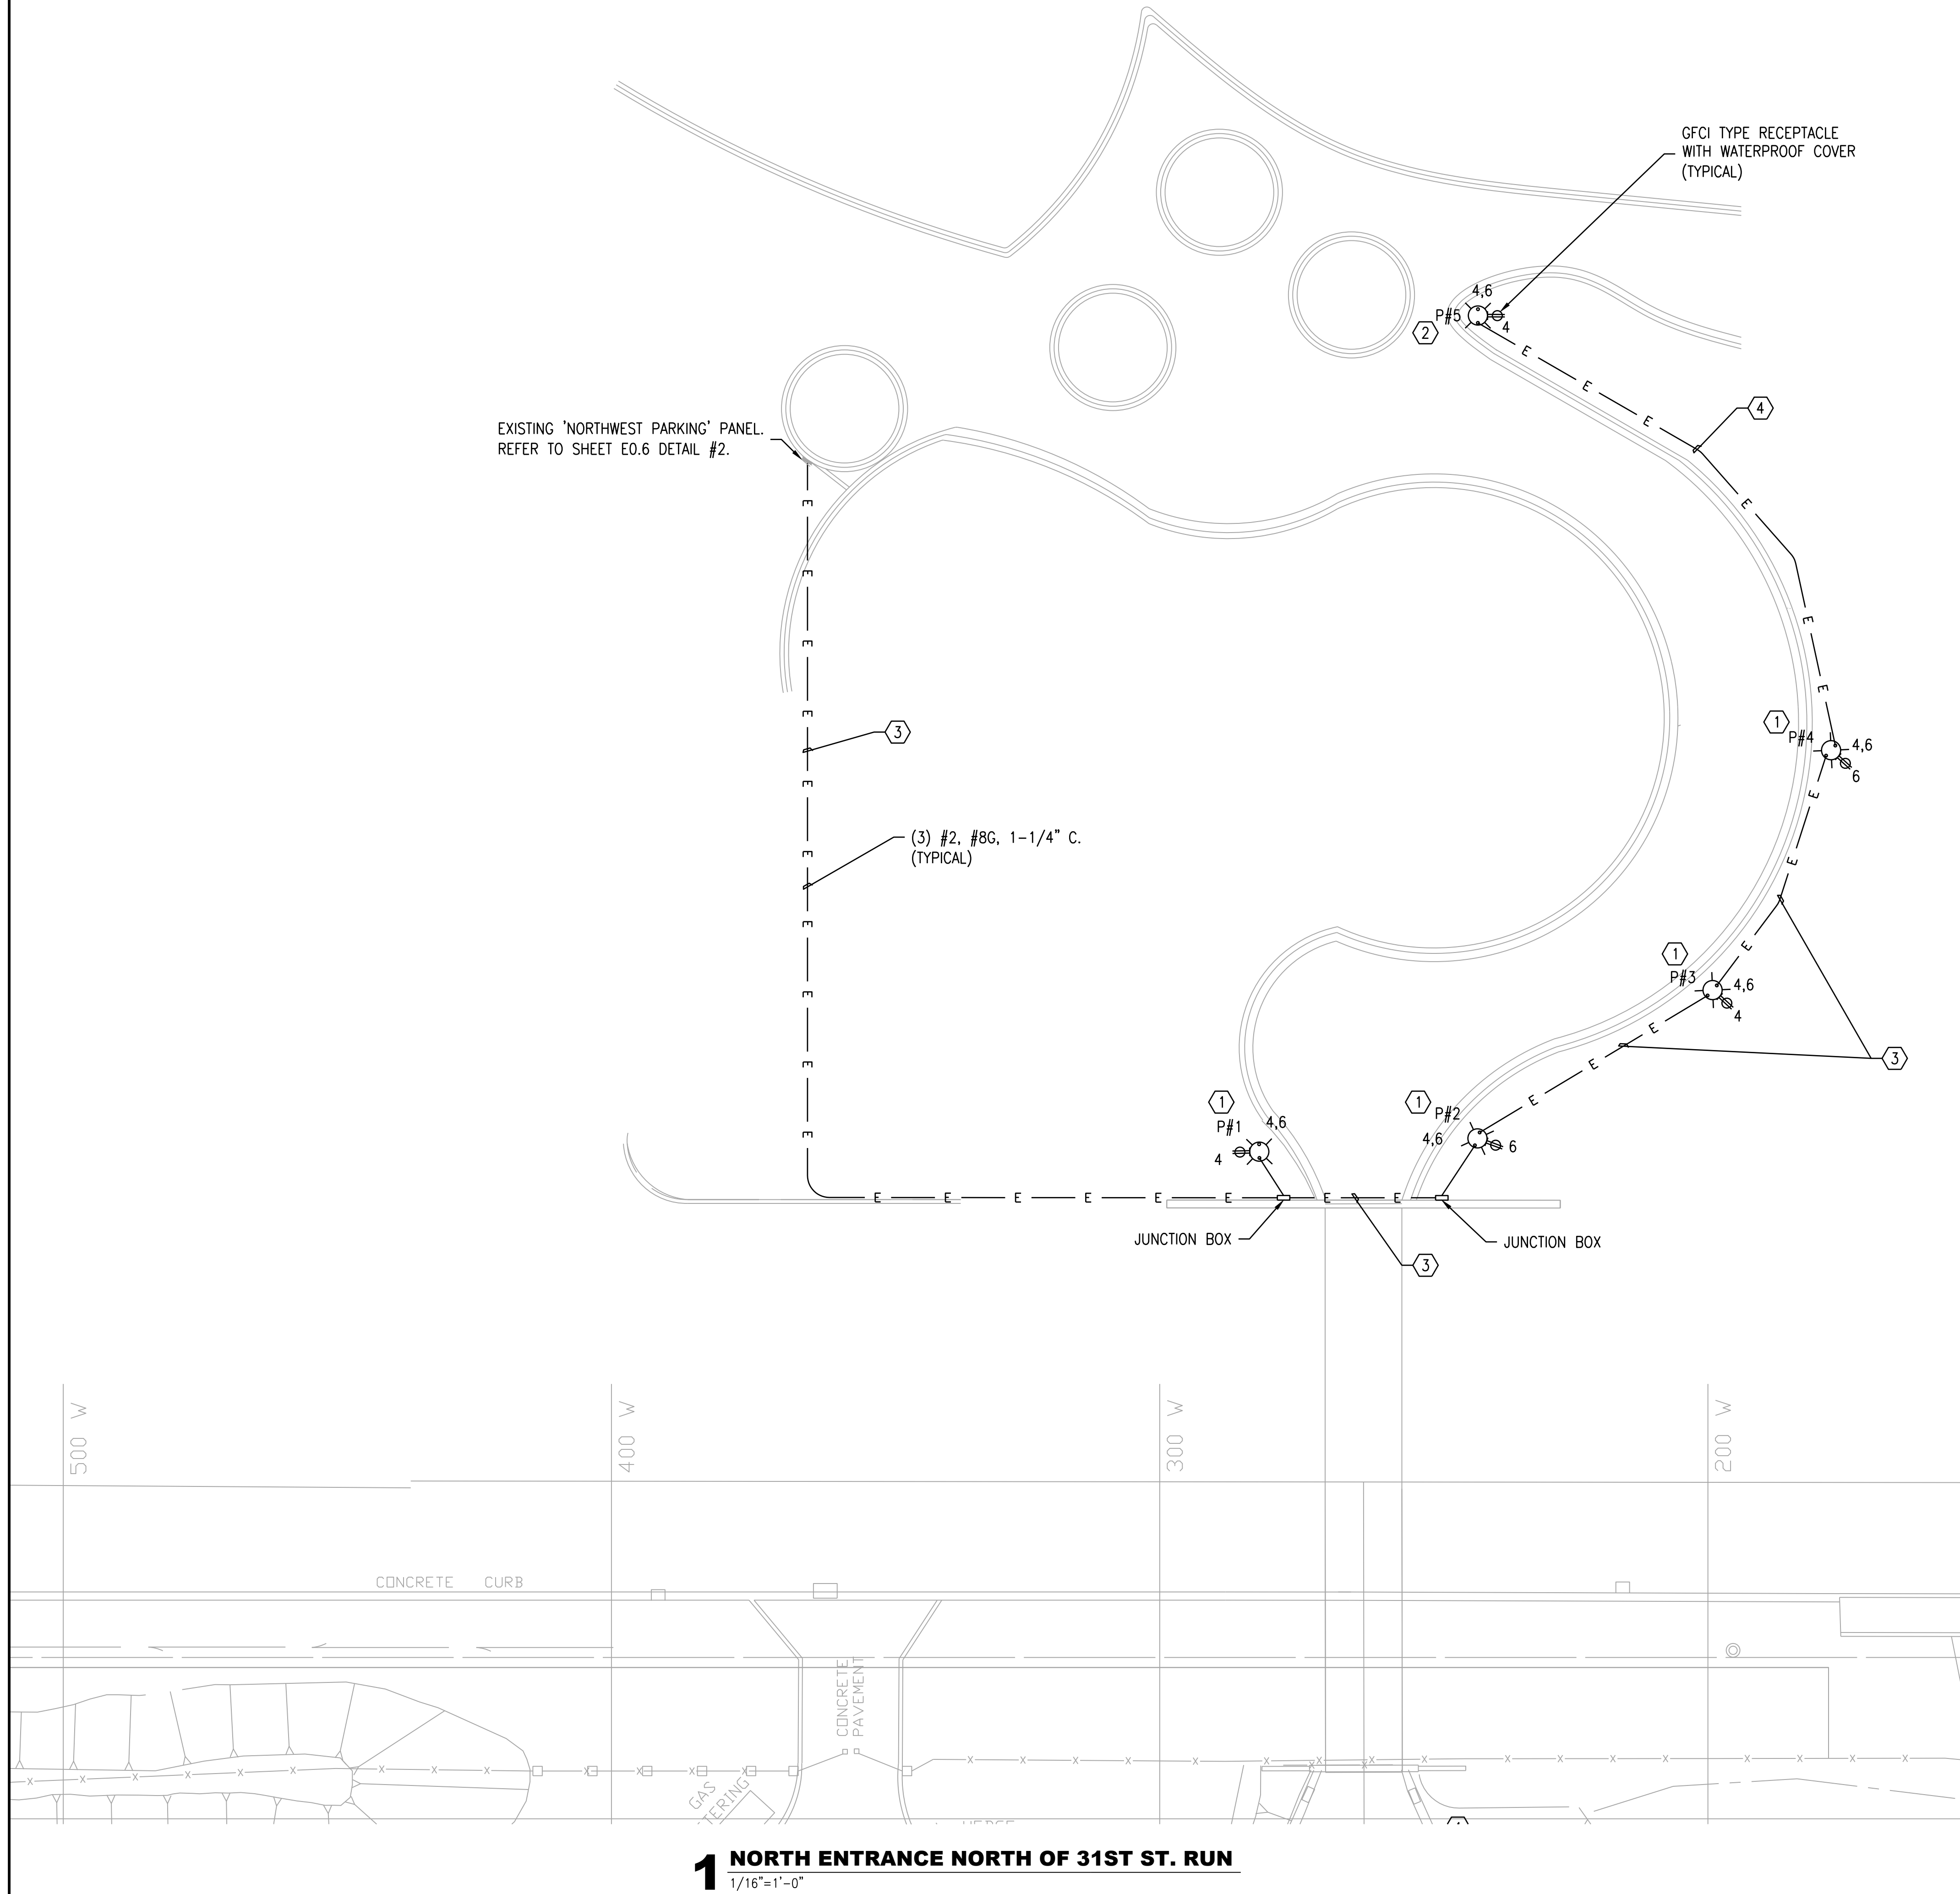 GFCI TYPE RECEPTACLE
WITH WATERPROOF COVER
(TYPICAL)
4,6
P#5
4
2
E E E
4
EXISTING 'NORTHWEST PARKING' PANEL.
REFER TO SHEET E0.6 DETAIL #2.
E
E
E
E
E
E
E
E
E
E
E
E
E
3
(3) #2, #8G, 1-1/4" C.
(TYPICAL)
1
P#4
4,6
6
E
E
E
1
P#3
4,6
4
E
E
E
3
1
P#1
4,6
4
1
P#2
4,6
6
E E E E E E E E
JUNCTION BOX
JUNCTION BOX
3
500 W
400 W
300 W
200 W
CONCRETE CURB
CONCRETE
PAVEMENT
X X X X X X X X X X X X X X X X X X X X X X X X X X X X X X
GAS
1
NORTH ENTRANCE NORTH OF 31ST ST. RUN
1/16"=1'-0"